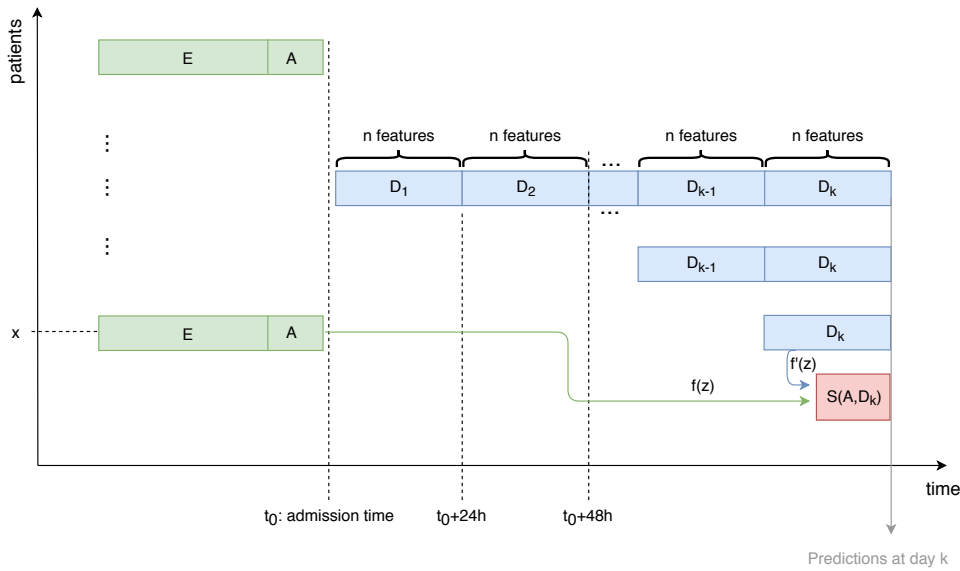 patients
E A
⋮
n features n features ... n features n features
⋮
D₁ D₂ Dₖ₋₁ Dₖ
...
⋮
Dₖ₋₁ Dₖ
x E A Dₖ
f'(z)
f(z) S(A,Dₖ)
time
t₀: admission time t₀+24h t₀+48h
Predictions at day k